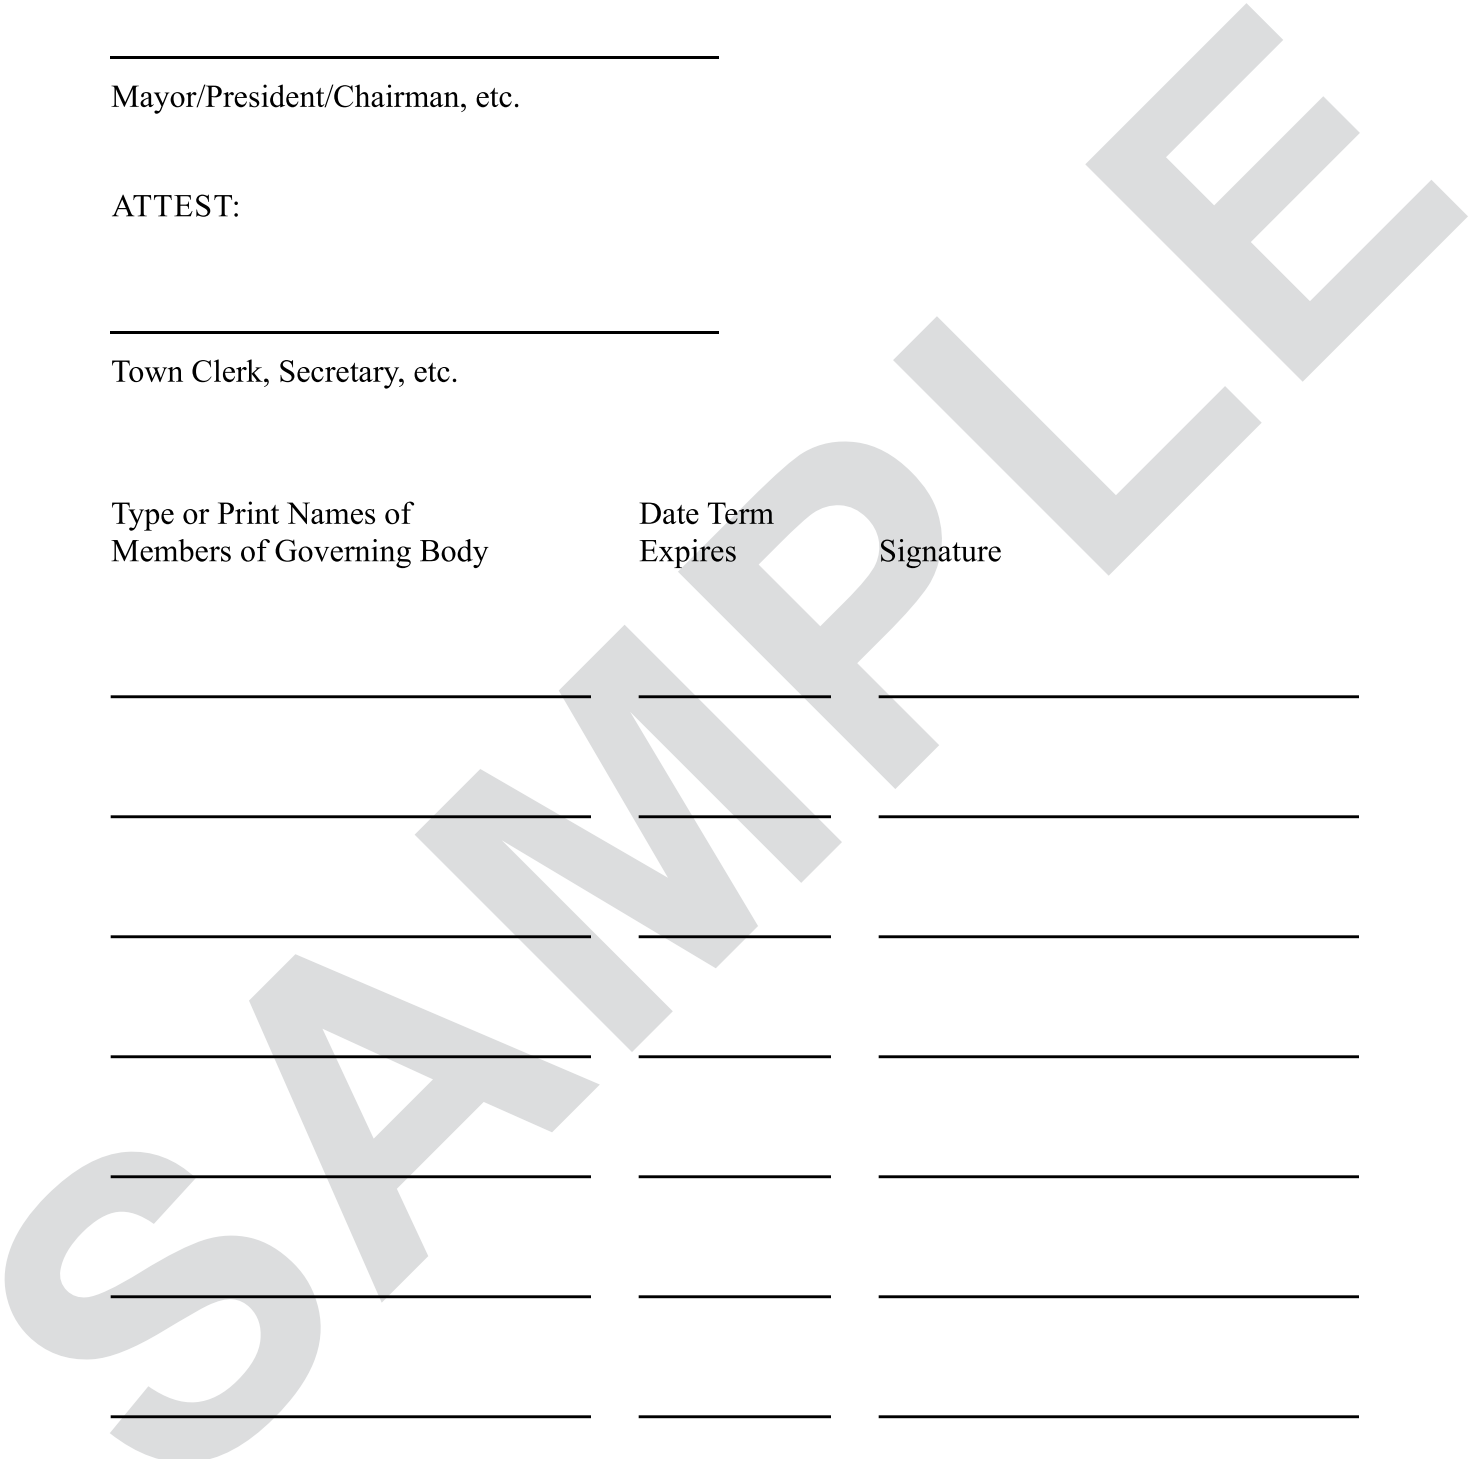 Mayor/President/Chairman, etc.
ATTEST:
Town Clerk, Secretary, etc.
Type or Print Names of
Members of Governing Body
Date Term
Expires
Signature
SAMPLE